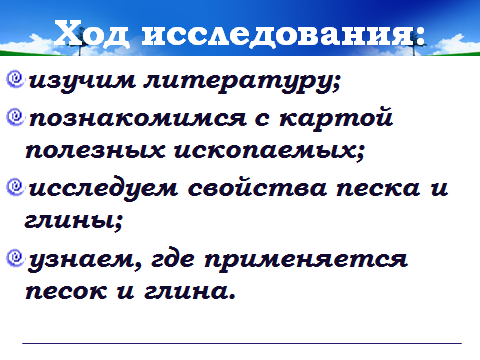 Ход исследования:
изучим литературу;
познакомимся с картой
полезных ископаемых;
исследуем свойства песка и
глины;
узнаем, где применяется
песок и глина.